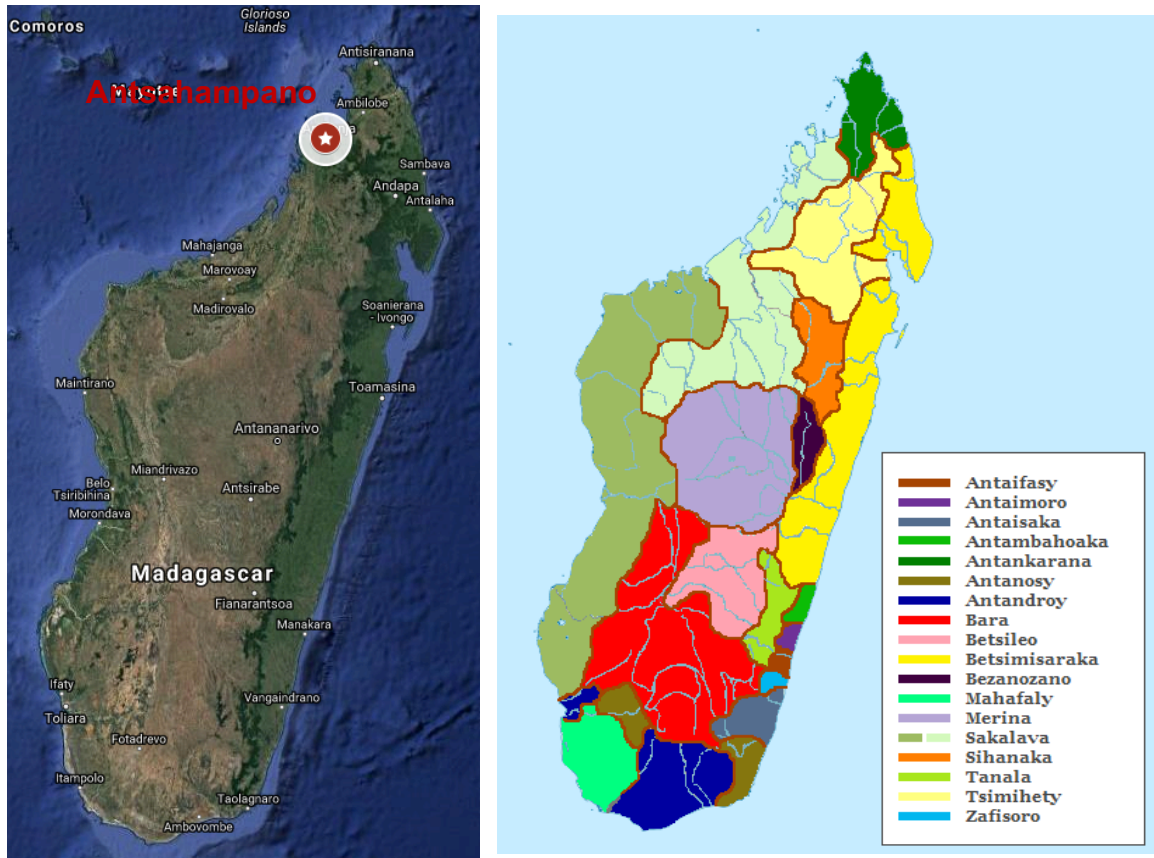 Glorioso
Islands
Comoros
Antisiranana
Antsahampano
Ambilobe
Sambava
Andapa
Antalaha
Mahajanga
Marovoay
Madirovalo
Soanierana
- Ivongo
Maintirano
Toamasina
Antananarivo
Miandrivazo
Belo
Tsiribihina
Antsirabe
Morondava
Madagascar
Fianarantsoa
Manakara
Ifaty
Vangaindrano
Toliara
Fotadrevo
Itampolo
Taolagnaro
Ambovombe
Antaifasy
Antaimoro
Antaisaka
Antambahoaka
Antankarana
Antanosy
Antandroy
Bara
Betsileo
Betsimisaraka
Bezanozano
Mahafaly
Merina
Sakalava
Sihanaka
Tanala
Tsimihety
Zafisoro